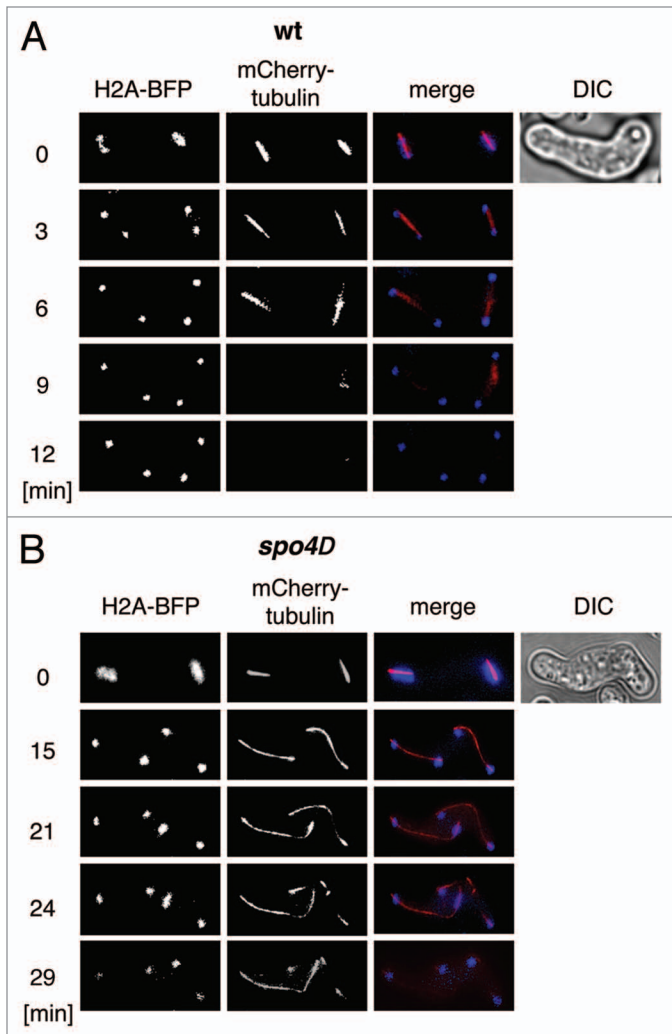 A
wt
H2A-BFP
mCherry-
tubulin
merge
DIC
0
3
6
9
12
[min]
B
spo4D
H2A-BFP
mCherry-
tubulin
merge
DIC
0
15
21
24
29
[min]